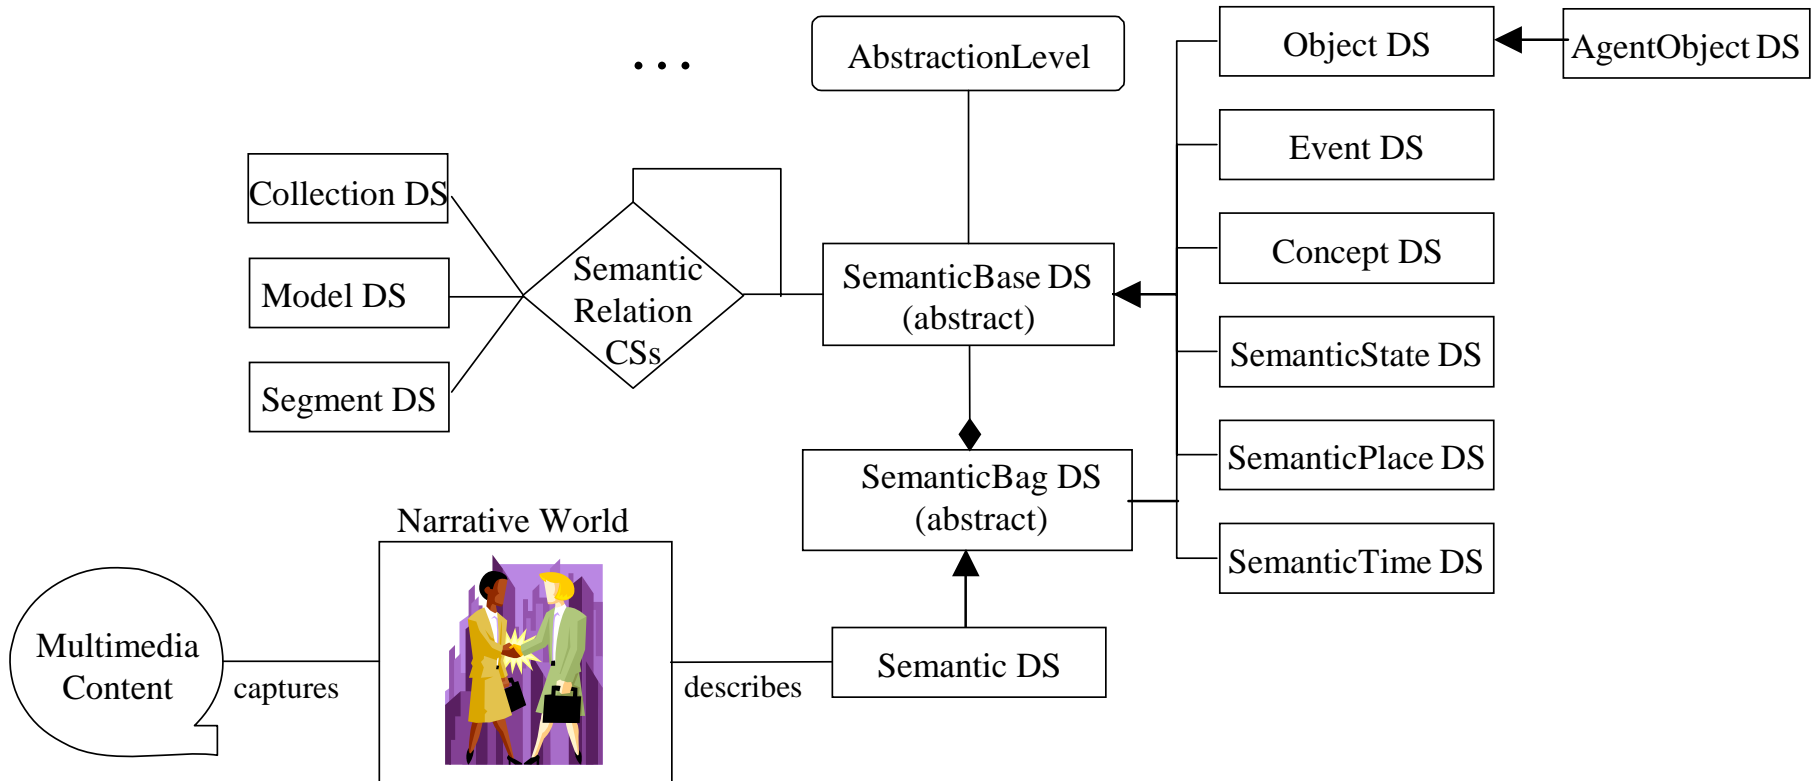 ...
AbstractionLevel
Object DS
AgentObject DS
Event DS
Collection DS
Concept DS
Semantic
Relation
CSs
SemanticBase DS
(abstract)
Model DS
SemanticState DS
Segment DS
SemanticPlace DS
SemanticBag DS
(abstract)
Narrative World
SemanticTime DS
Multimedia
Content
captures
describes
Semantic DS